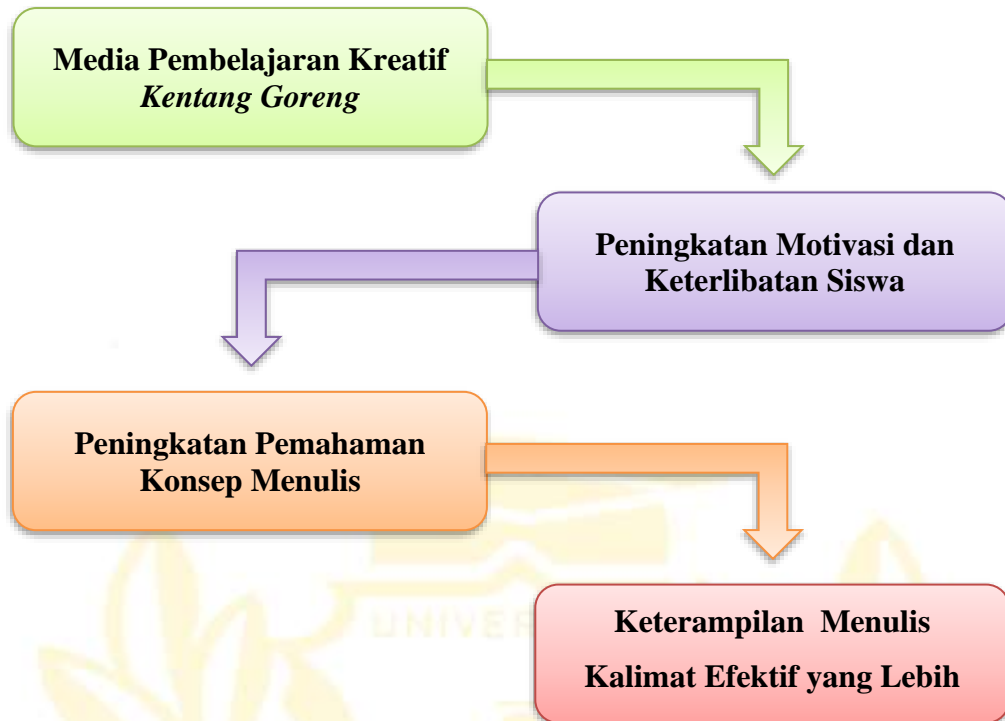 Media Pembelajaran Kreatif
Kentang Goreng
Peningkatan Motivasi dan
Keterlibatan Siswa
Peningkatan Pemahaman
Konsep Menulis
UNIVER
Keterampilan Menulis
Kalimat Efektif yang Lebih